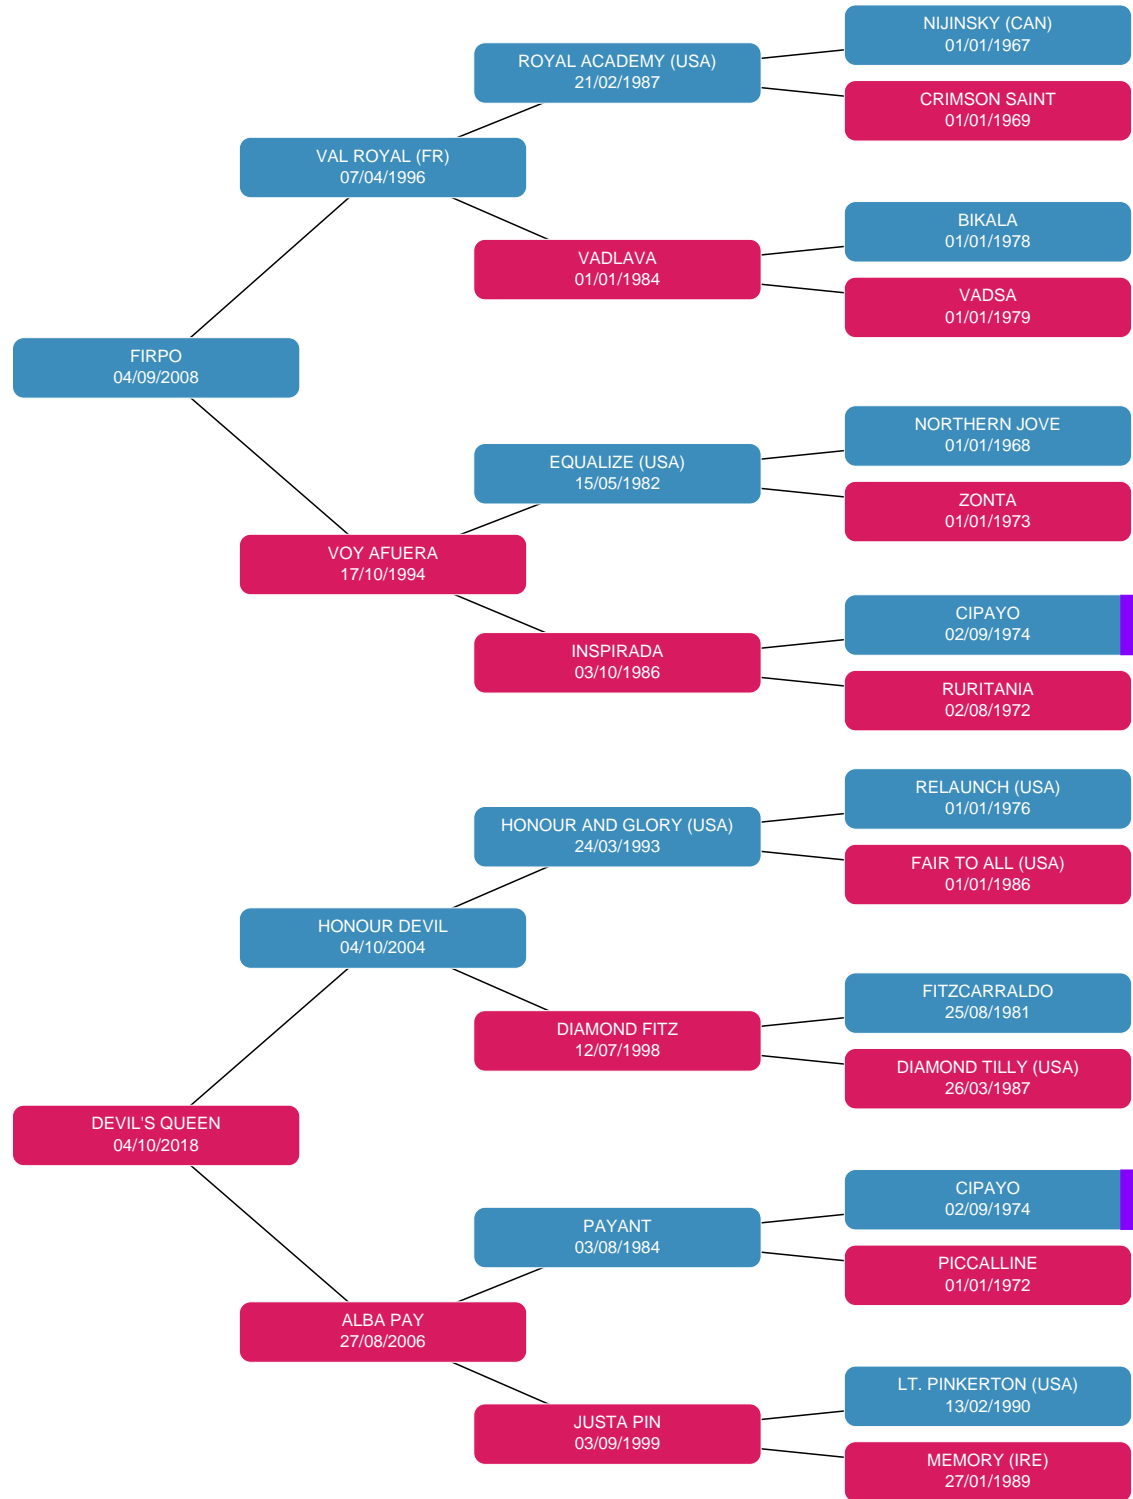 NIJINSKY (CAN)
01/01/1967
ROYAL ACADEMY (USA)
21/02/1987
CRIMSON SAINT
01/01/1969
VAL ROYAL (FR)
07/04/1996
BIKALA
01/01/1978
VADLAVA
01/01/1984
VADSA
01/01/1979
FIRPO
04/09/2008
NORTHERN JOVE
01/01/1968
EQUALIZE (USA)
15/05/1982
ZONTA
01/01/1973
VOY AFUERA
17/10/1994
CIPAYO
02/09/1974
INSPIRADA
03/10/1986
RURITANIA
02/08/1972
RELAUNCH (USA)
01/01/1976
HONOUR AND GLORY (USA)
24/03/1993
FAIR TO ALL (USA)
01/01/1986
HONOUR DEVIL
04/10/2004
FITZCARRALDO
25/08/1981
DIAMOND FITZ
12/07/1998
DIAMOND TILLY (USA)
26/03/1987
DEVIL'S QUEEN
04/10/2018
CIPAYO
02/09/1974
PAYANT
03/08/1984
PICCALLINE
01/01/1972
ALBA PAY
27/08/2006
LT. PINKERTON (USA)
13/02/1990
JUSTA PIN
03/09/1999
MEMORY (IRE)
27/01/1989